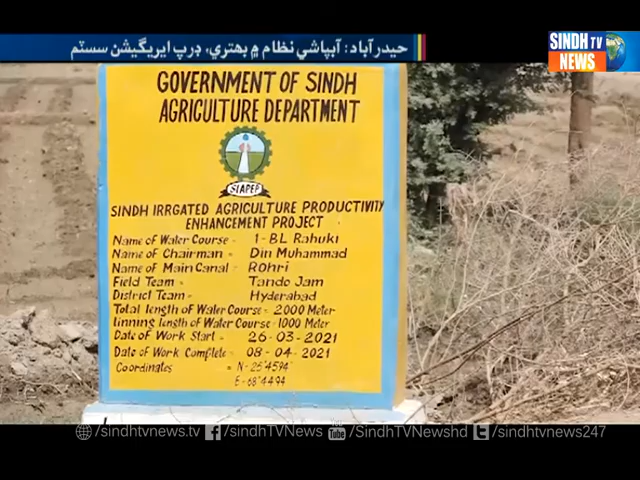 حيدرآباد: آبپاشي نظام ۾ بهتري، ڊرپ ايريگيشن سسٽم
SINDH TV
NEWS
GOVERNMENT OF SINDH
AGRICULTURE DEPARTMENT
SIAPEP
SINDH IRRGATED AGRICULTURE PRODUCTIVITY
ENHANCEMENT PROJECT
Name of Water Course - 1-BL Rahuki
Name of Chairman - Din Muhammad
Name of Main Canal - Rohri
Field Team - Tando Jam
District Team - Hyderabad
Total length of Water Course - 2000 Meter
linning length of Water Course 1000 Meter
Date of Work Start - 26-03-2021
Date of Work Complete - 08-04-2021
Coordinates = N-25°4594'
E-68°4494
/sindhtvnews.tv /SindhTVNews You Tube /SindhTVNewshd /sindhtvnews247